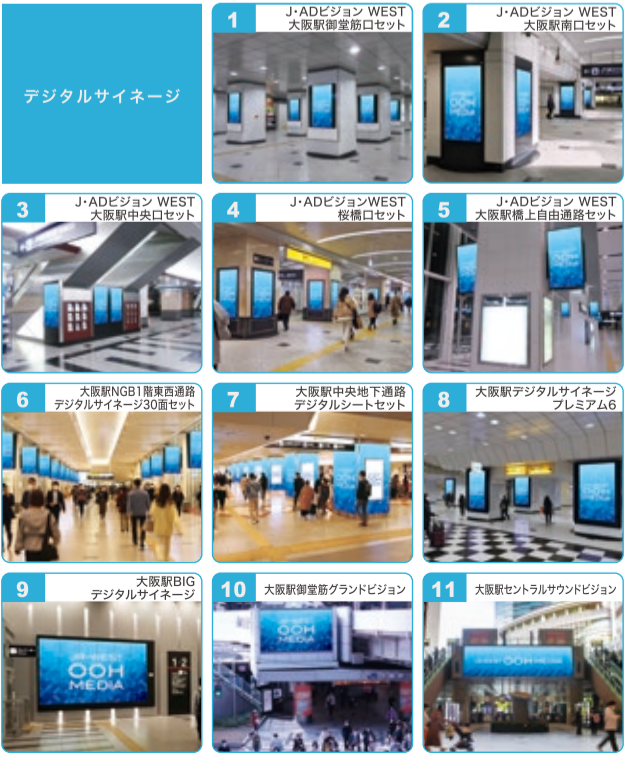 デジタルサイネージ
1
J・ADビジョン WEST
大阪駅御堂筋口セット
2
J・ADビジョン WEST
大阪駅南口セット
3
J・ADビジョン WEST
大阪駅中央口セット
4
J・ADビジョンWEST
桜橋口セット
5
J・ADビジョン WEST
大阪駅橋上自由通路セット
6
大阪駅NGB1階東西通路
デジタルサイネージ30面セット
7
大阪駅中央地下通路
デジタルシートセット
8
大阪駅デジタルサイネージ
プレミアム6
9
大阪駅BIG
デジタルサイネージ
JR-WEST
OOH
MEDIA
1・2
10
大阪駅御堂筋グランドビジョン
OOH
MEDIA
11
大阪駅セントラルサウンドビジョン
JR-WEST OOH MEDIA